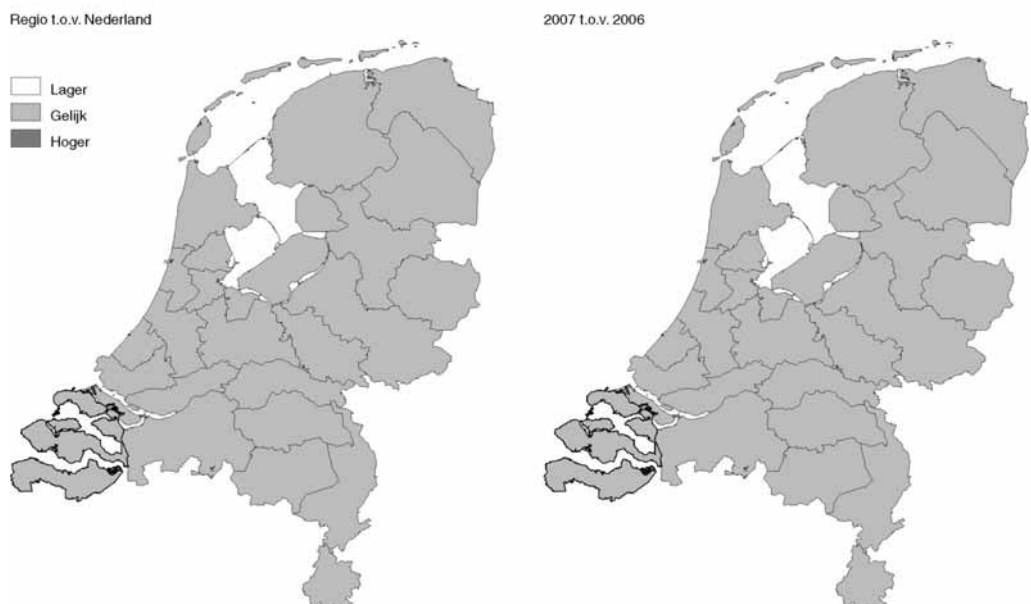 Regio t.o.v. Nederland
2007 t.o.v. 2006
Lager
Gelijk
Hoger